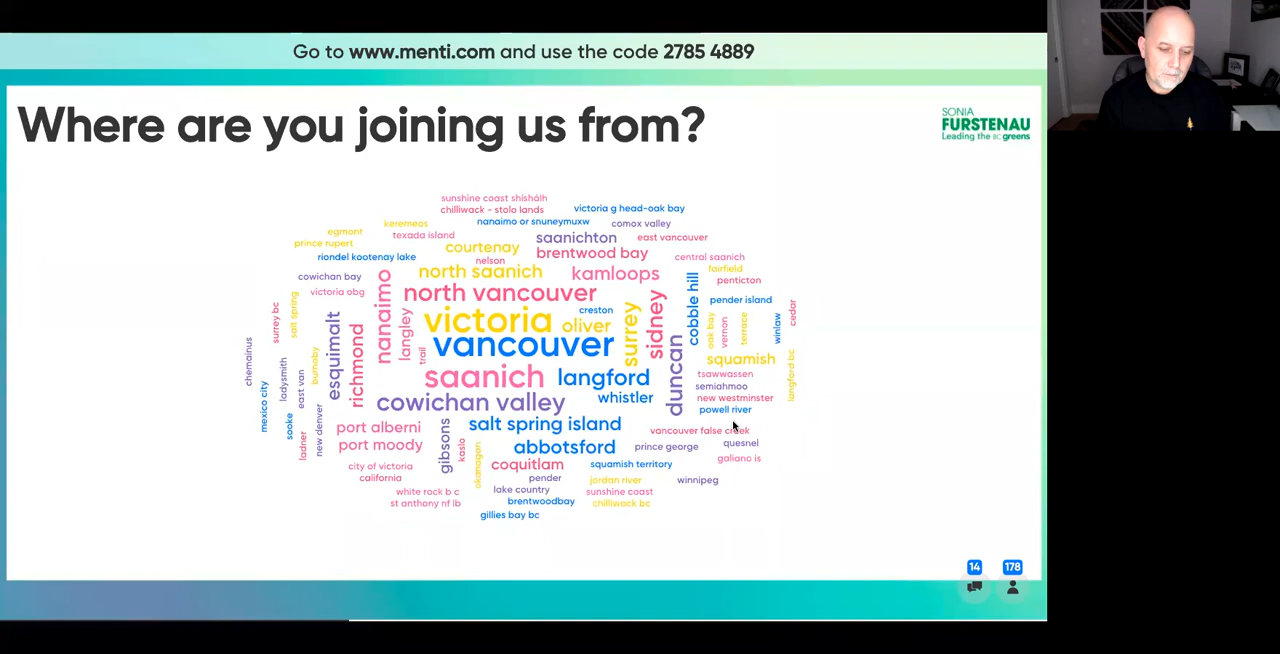 Go to www.menti.com and use the code 2785 4889
Where are you joining us from?
SONIA
FURSTENAU
Leading the BC greens
sunshine coast shíshálh
chilliwack - stolo lands
victoria g head-oak bay
kererneos
nanaimo or snuneymuxw
comox valley
egmont
texada island
saanichton
east vancouver
prince rupert
courtenay
brentwood bay
riondel kootenay lake
nelson
central saanich
cowichan bay
north saanich
kamloops
fairfield
penticton
victoria obg
nanaimo
north vancouver
sidney
cobble hill
pender island
surrey bc
salt spring
langley
victoria
creston
oliver
surrey
oak bay
vernon
terrace
winlaw
cedar
chemainus
esquimalt
richmond
trail
vancouver
duncan
squamish
langford bc
mexico city
ladysmith
east van
burnaby
saanich
langford
tsawwassen
semiahmoo
sooke
new denver
cowichan valley
whistler
new westminster
powell river
ladner
port alberni
gibsons
salt spring island
vancouver false creek
port moody
kaslo
okanagan
abbotsford
prince george
quesnel
city of victoria
coquitlam
squamish territory
galiano is
california
pender
jordan river
winnipeg
white rock b c
lake country
sunshine coast
st anthony nf lb
brentwoodbay
chilliwack bc
gillies bay bc
14
178